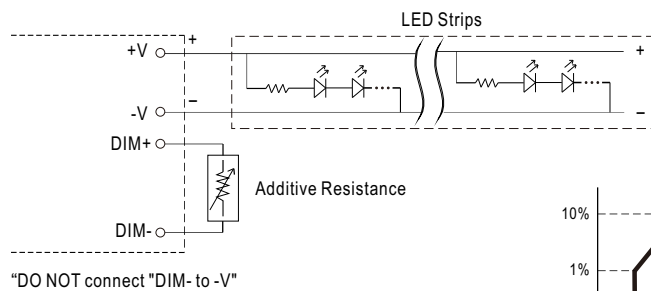 LED Strips
+V + +
-V − −
DIM+
Additive Resistance
DIM-
"DO NOT connect "DIM- to -V"
10%
1%